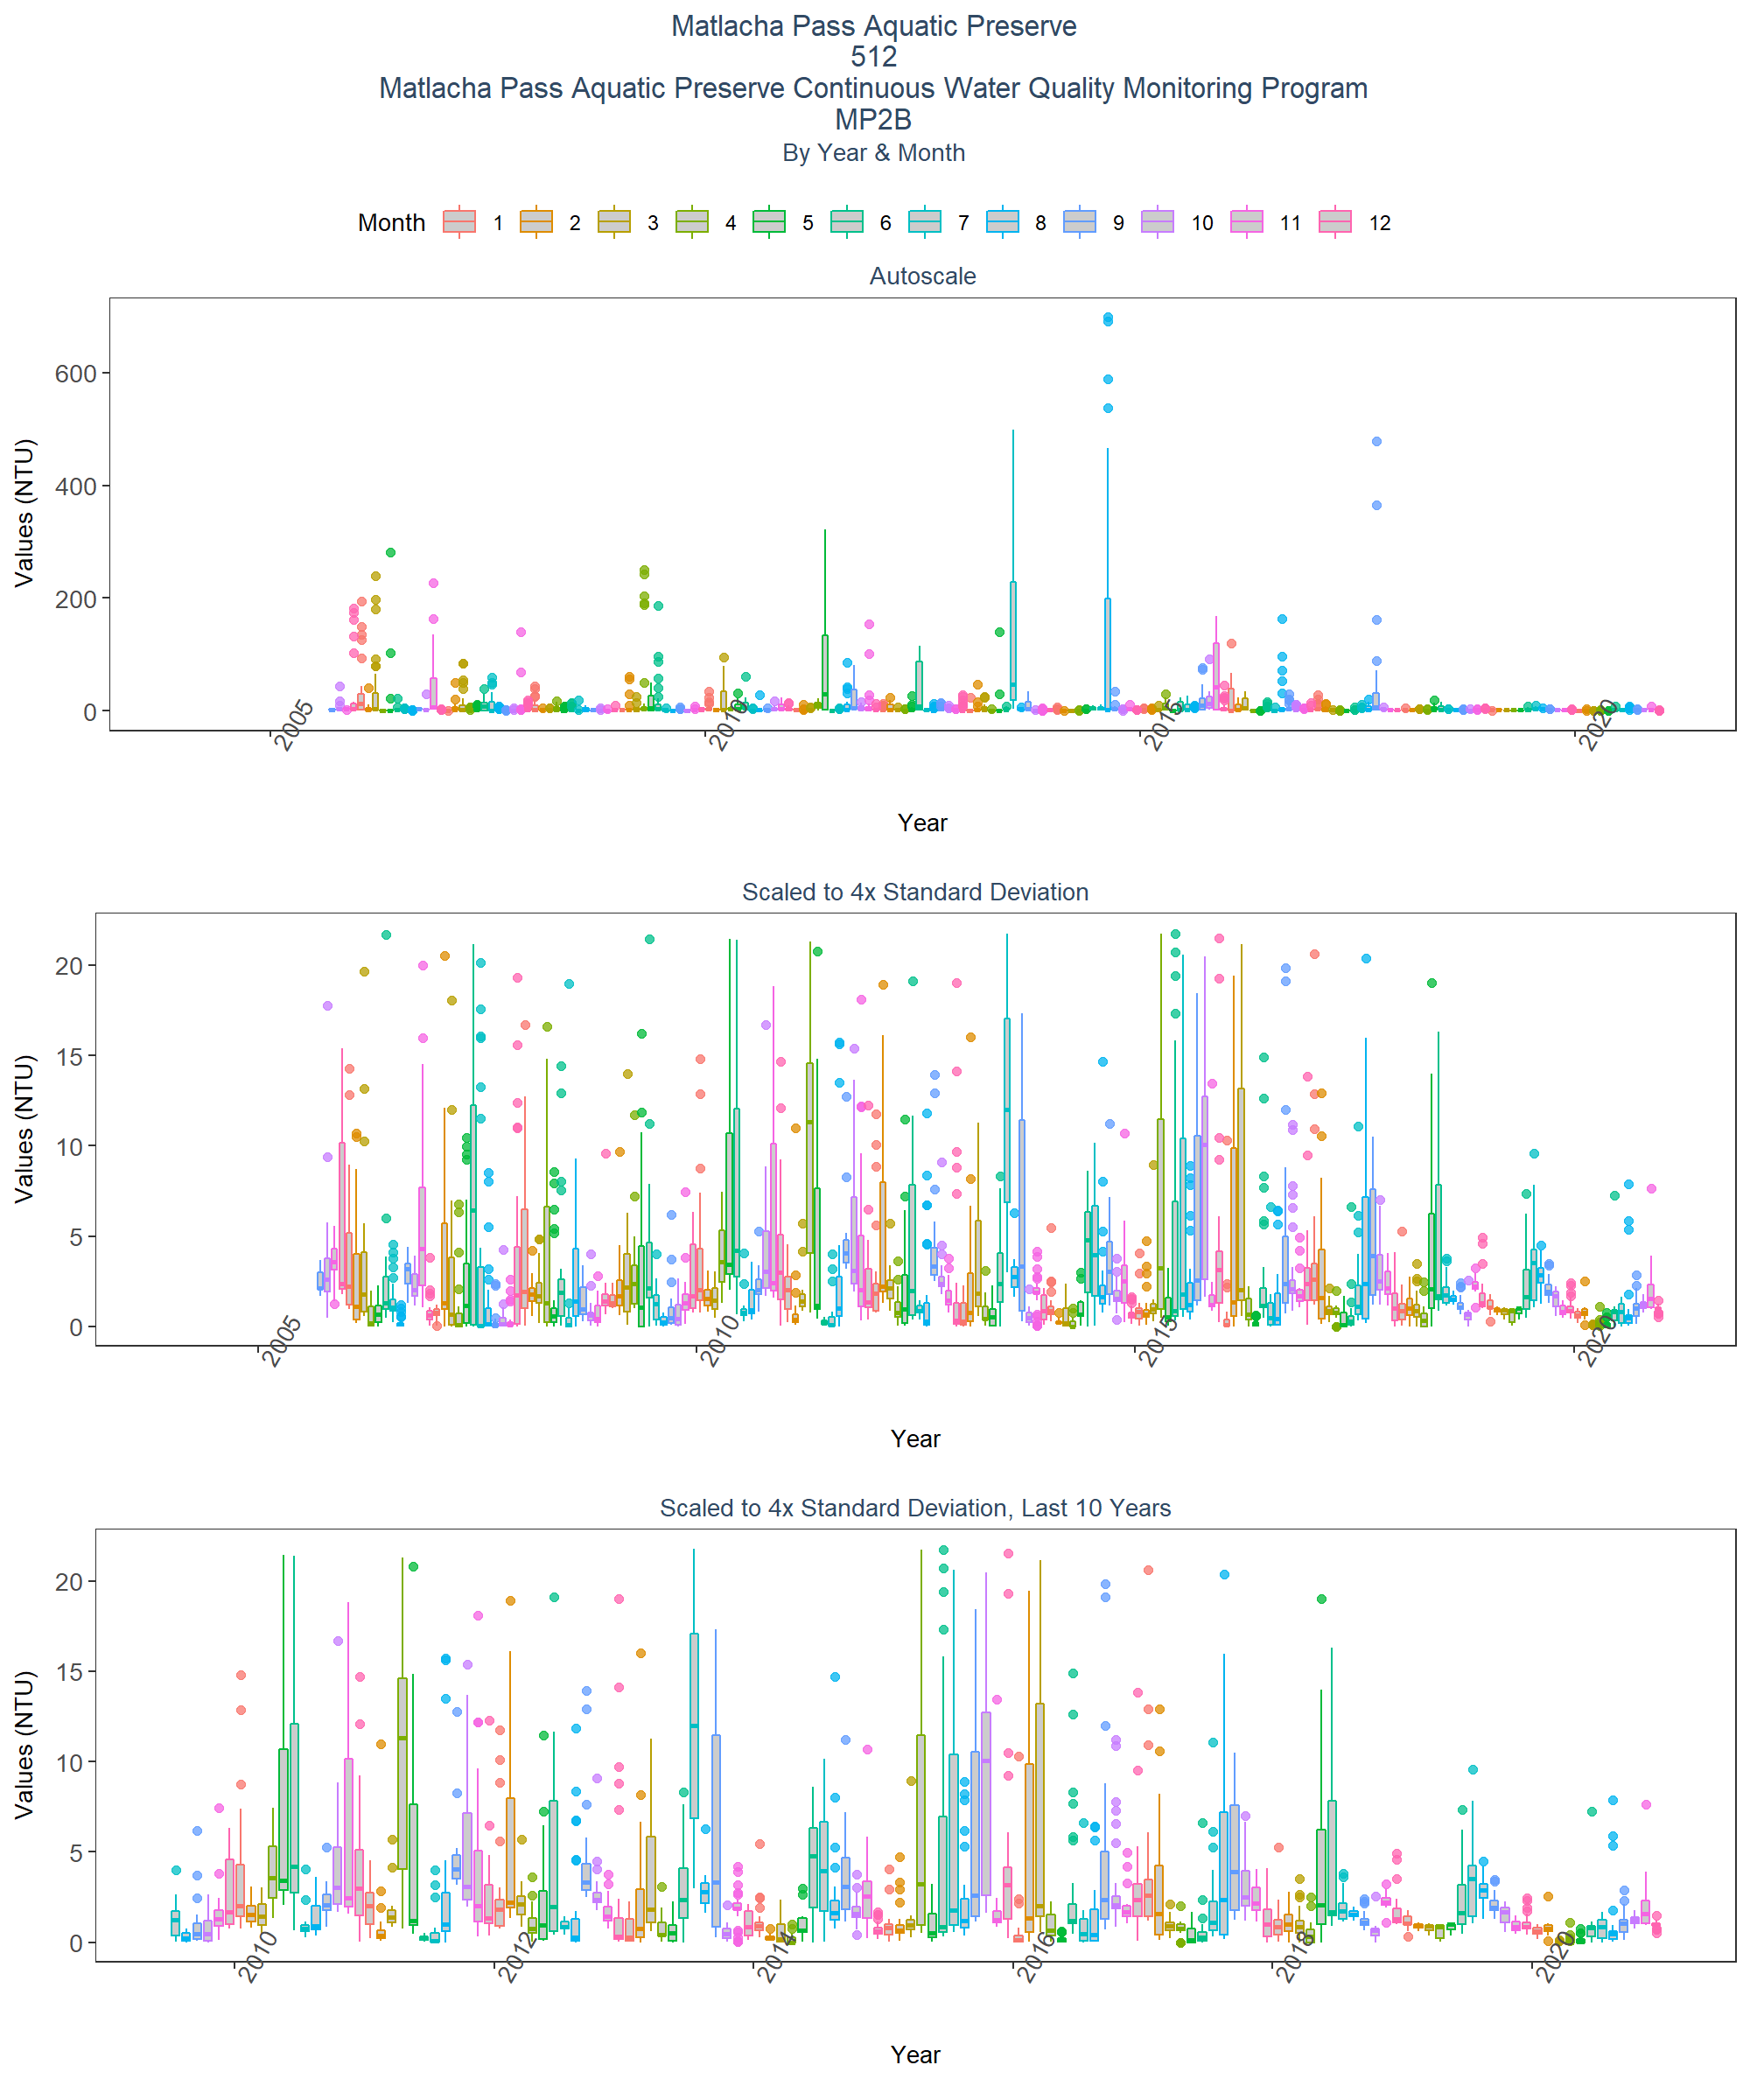 Matlacha Pass Aquatic Preserve
512
Matlacha Pass Aquatic Preserve Continuous Water Quality Monitoring Program
MP2B
By Year & Month
Month 1 2 3 4 5 6 7 8 9 10 11 12
Autoscale
Values (NTU)
600
400
200
0
2005 2010 2015 2020
Year
Scaled to 4x Standard Deviation
Values (NTU)
20
15
10
5
0
2005 2010 2015 2020
Year
Scaled to 4x Standard Deviation, Last 10 Years
Values (NTU)
20
15
10
5
0
2010 2012 2014 2016 2018 2020
Year